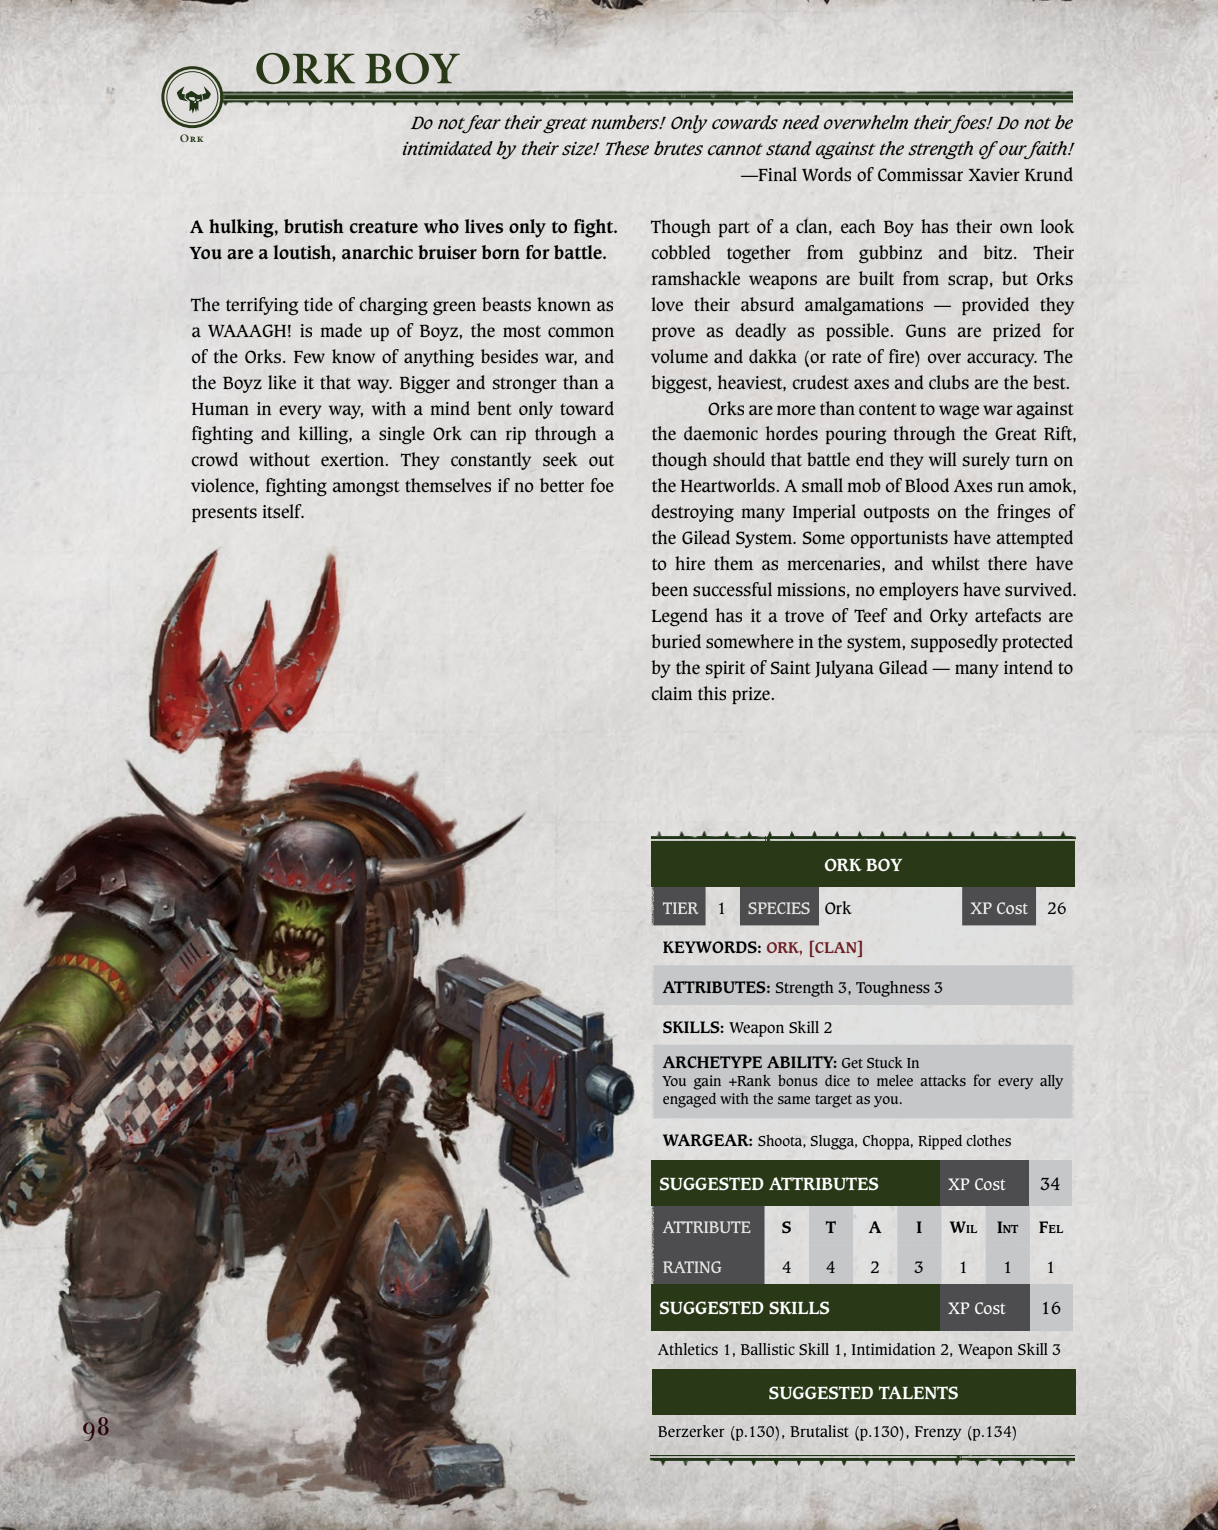 ORK BOY
Ork
Do not fear their great numbers! Only cowards need overwhelm their foes! Do not be
intimidated by their size! These brutes cannot stand against the strength of our faith!
—Final Words of Commissar Xavier Krund
A hulking, brutish creature who lives only to fight.
You are a loutish, anarchic bruiser born for battle.
The terrifying tide of charging green beasts known as
a WAAAGH! is made up of Boyz, the most common
of the Orks. Few know of anything besides war, and
the Boyz like it that way. Bigger and stronger than a
Human in every way, with a mind bent only toward
fighting and killing, a single Ork can rip through a
crowd without exertion. They constantly seek out
violence, fighting amongst themselves if no better foe
presents itself.
Though part of a clan, each Boy has their own look
cobbled together from gubbinz and bitz. Their
ramshackle weapons are built from scrap, but Orks
love their absurd amalgamations — provided they
prove as deadly as possible. Guns are prized for
volume and dakka (or rate of fire) over accuracy. The
biggest, heaviest, crudest axes and clubs are the best.
Orks are more than content to wage war against
the daemonic hordes pouring through the Great Rift,
though should that battle end they will surely turn on
the Heartworlds. A small mob of Blood Axes run amok,
destroying many Imperial outposts on the fringes of
the Gilead System. Some opportunists have attempted
to hire them as mercenaries, and whilst there have
been successful missions, no employers have survived.
Legend has it a trove of Teef and Orky artefacts are
buried somewhere in the system, supposedly protected
by the spirit of Saint Julyana Gilead — many intend to
claim this prize.
ORK BOY
TIER 1 SPECIES Ork XP Cost 26
KEYWORDS: ORK, [CLAN]
ATTRIBUTES: Strength 3, Toughness 3
SKILLS: Weapon Skill 2
ARCHETYPE ABILITY: Get Stuck In
You gain +Rank bonus dice to melee attacks for every ally
engaged with the same target as you.
WARGEAR: Shoota, Slugga, Choppa, Ripped clothes
SUGGESTED ATTRIBUTES XP Cost 34
ATTRIBUTE S T A I Wil Int Fel
RATING 4 4 2 3 1 1 1
SUGGESTED SKILLS XP Cost 16
Athletics 1, Ballistic Skill 1, Intimidation 2, Weapon Skill 3
SUGGESTED TALENTS
Berzerker (p.130), Brutalist (p.130), Frenzy (p.134)
98